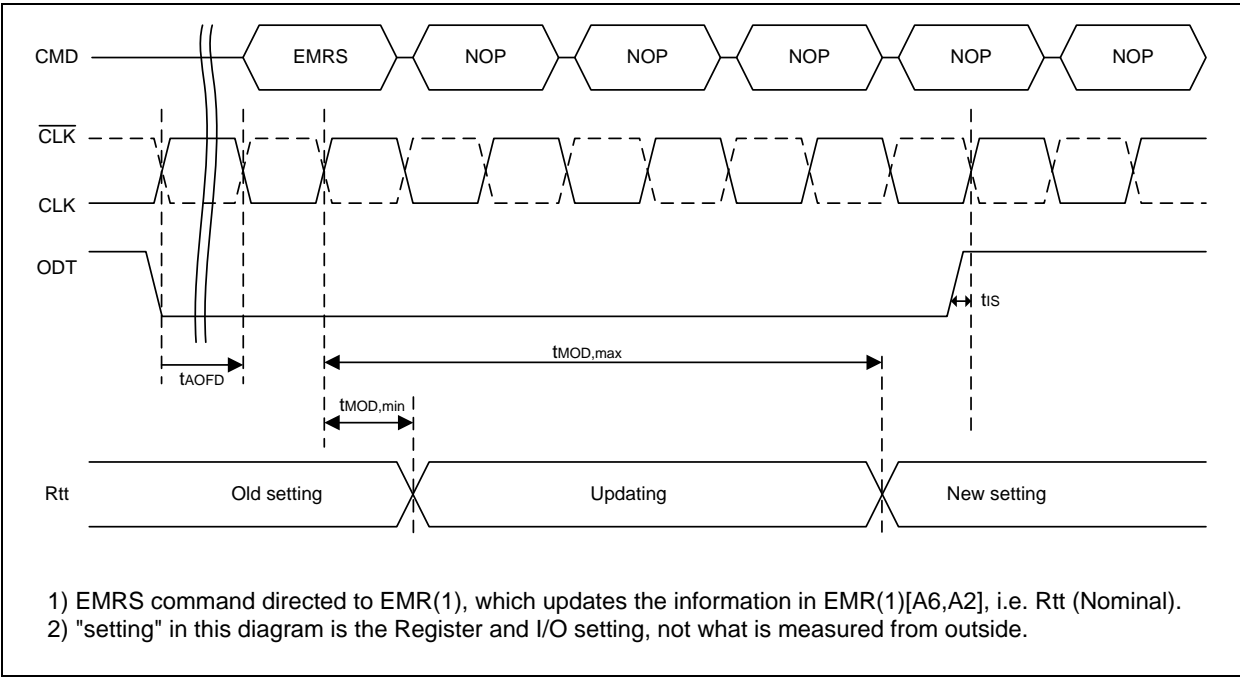 CMD EMRS NOP NOP NOP NOP NOP
CLK
CLK
ODT
tIS
tMOD,max
tAOFD
tMOD,min
Rtt Old setting Updating New setting
1) EMRS command directed to EMR(1), which updates the information in EMR(1)[A6,A2], i.e. Rtt (Nominal).
2) "setting" in this diagram is the Register and I/O setting, not what is measured from outside.